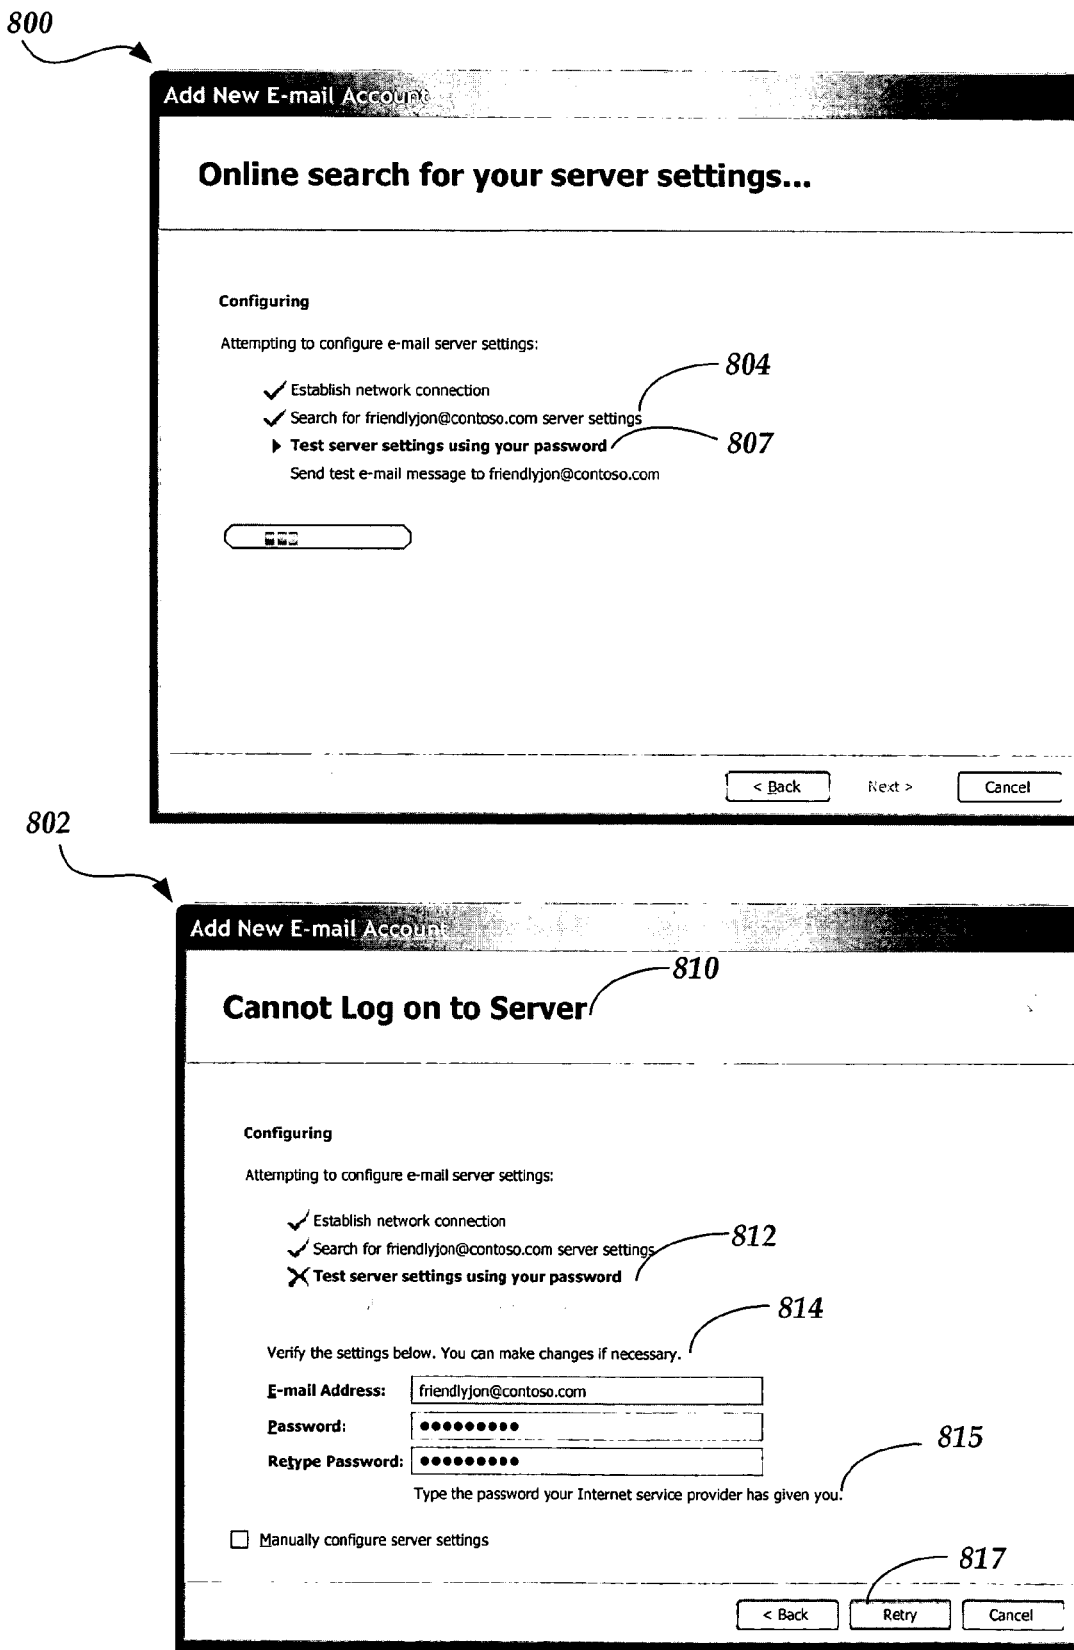 800
Add New E-mail Account
Online search for your server settings...
Configuring
Attempting to configure e-mail server settings:
804
Establish network connection
Search for friendlyjon@contoso.com server settings
Test server settings using your password
807
Send test e-mail message to friendlyjon@contoso.com
< Back Next > Cancel
802
Add New E-mail Account
810
Cannot Log on to Server
Configuring
Attempting to configure e-mail server settings:
Establish network connection
812
Search for friendlyjon@contoso.com server settings
Test server settings using your password
814
Verify the settings below. You can make changes if necessary.
E-mail Address: friendlyjon@contoso.com
Password: ●●●●●●●●●
815
Retype Password: ●●●●●●●●●
Type the password your Internet service provider has given you.
Manually configure server settings
817
< Back Retry Cancel